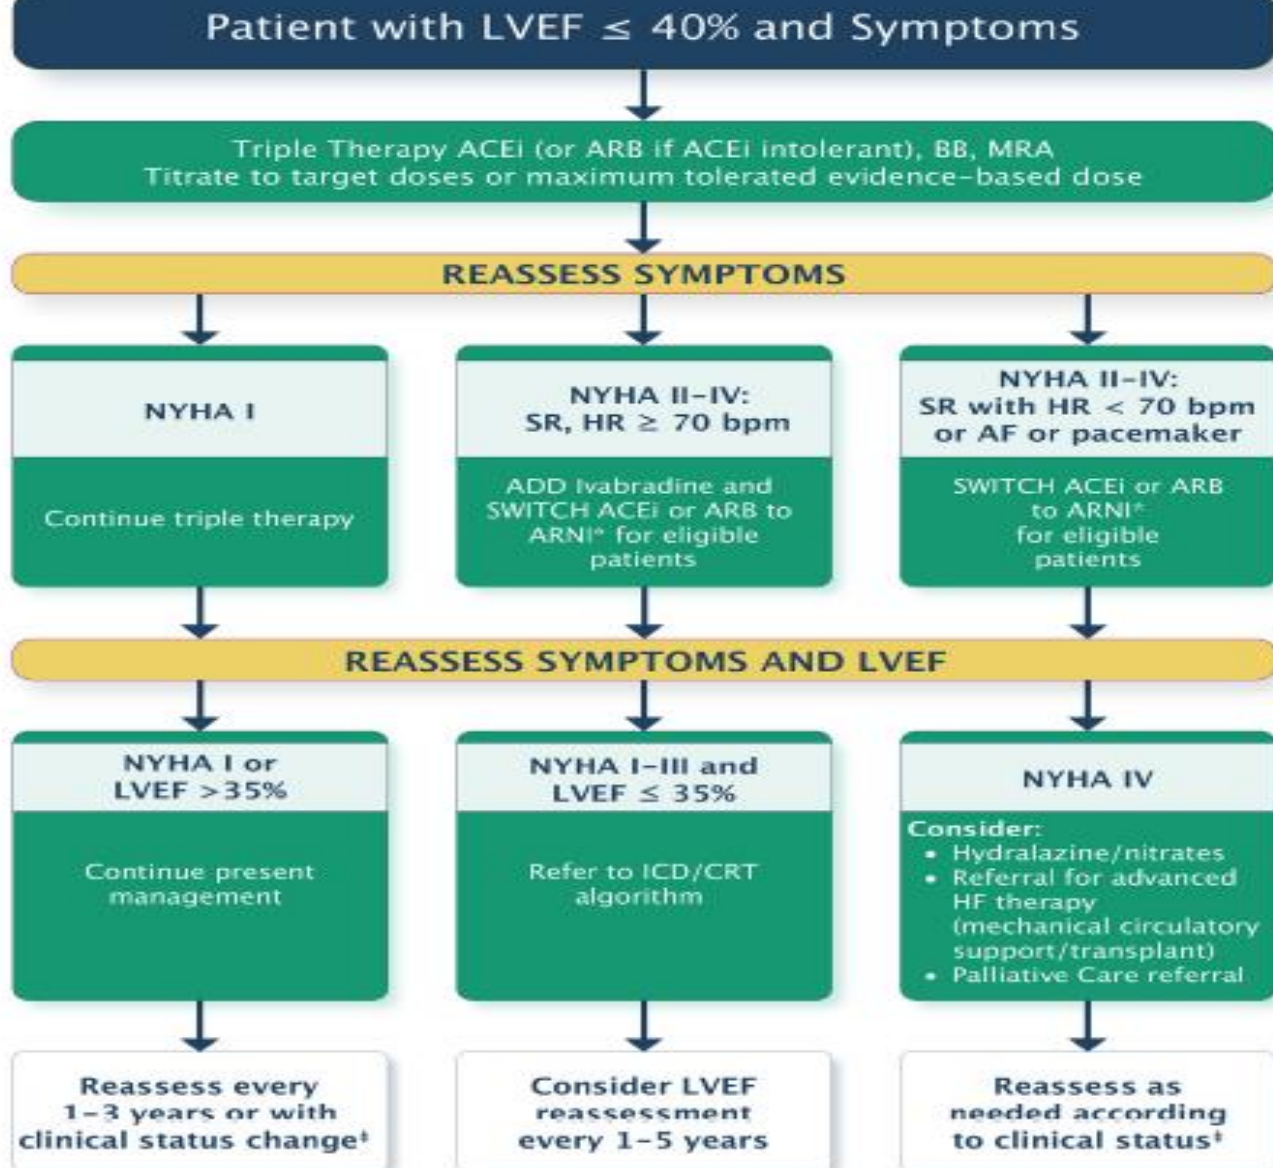 Patient with LVEF ≤ 40% and Symptoms
Triple Therapy ACEi (or ARB if ACEi intolerant), BB, MRA
Titrate to target doses or maximum tolerated evidence-based dose
REASSESS SYMPTOMS
NYHA I
Continue triple therapy
NYHA II-IV:
SR, HR ≥ 70 bpm
ADD Ivabradine and
SWITCH ACEi or ARB to
ARNI* for eligible
patients
NYHA II-IV:
SR with HR < 70 bpm
or AF or pacemaker
SWITCH ACEi or ARB
to ARNI*
for eligible
patients
REASSESS SYMPTOMS AND LVEF
NYHA I or
LVEF >35%
Continue present
management
NYHA I-III and
LVEF ≤ 35%
Refer to ICD/CRT
algorithm
NYHA IV
Consider:
• Hydralazine/nitrates
• Referral for advanced
HF therapy
(mechanical circulatory
support/transplant)
• Palliative Care referral
Reassess every
1-3 years or with
clinical status change‡
Consider LVEF
reassessment
every 1-5 years
Reassess as
needed according
to clinical status‡